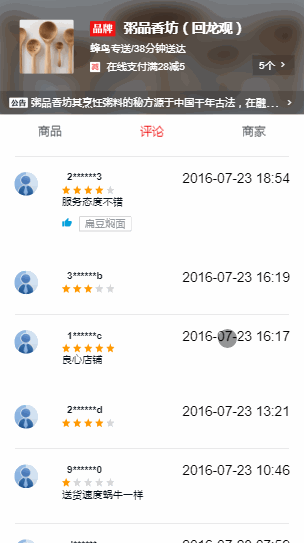 品牌 粥品香坊（回龙观）
蜂鸟专送/38分钟送达
减 在线支付满28减5
5个 >
公告 粥品香坊其烹饪粥料的秘方源于中国千年古法，在融... >
商品 评论 商家
2******3 2016-07-23 18:54
服务态度不错
扁豆焖面
3******b 2016-07-23 16:19
1******c 2016-07-23 16:17
良心店铺
2******d 2016-07-23 13:21
9******0 2016-07-23 10:46
送货速度蜗牛一样